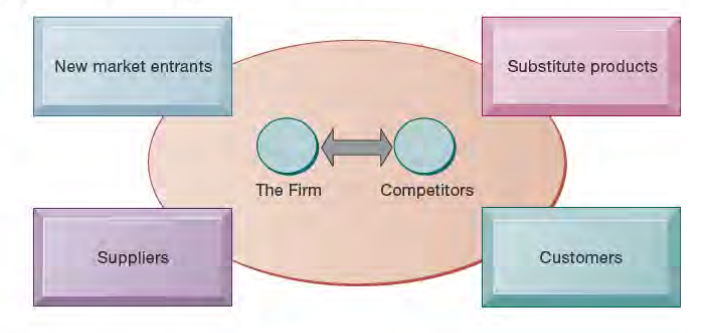 New market entrants
Substitute products
The Firm
Competitors
Suppliers
Customers